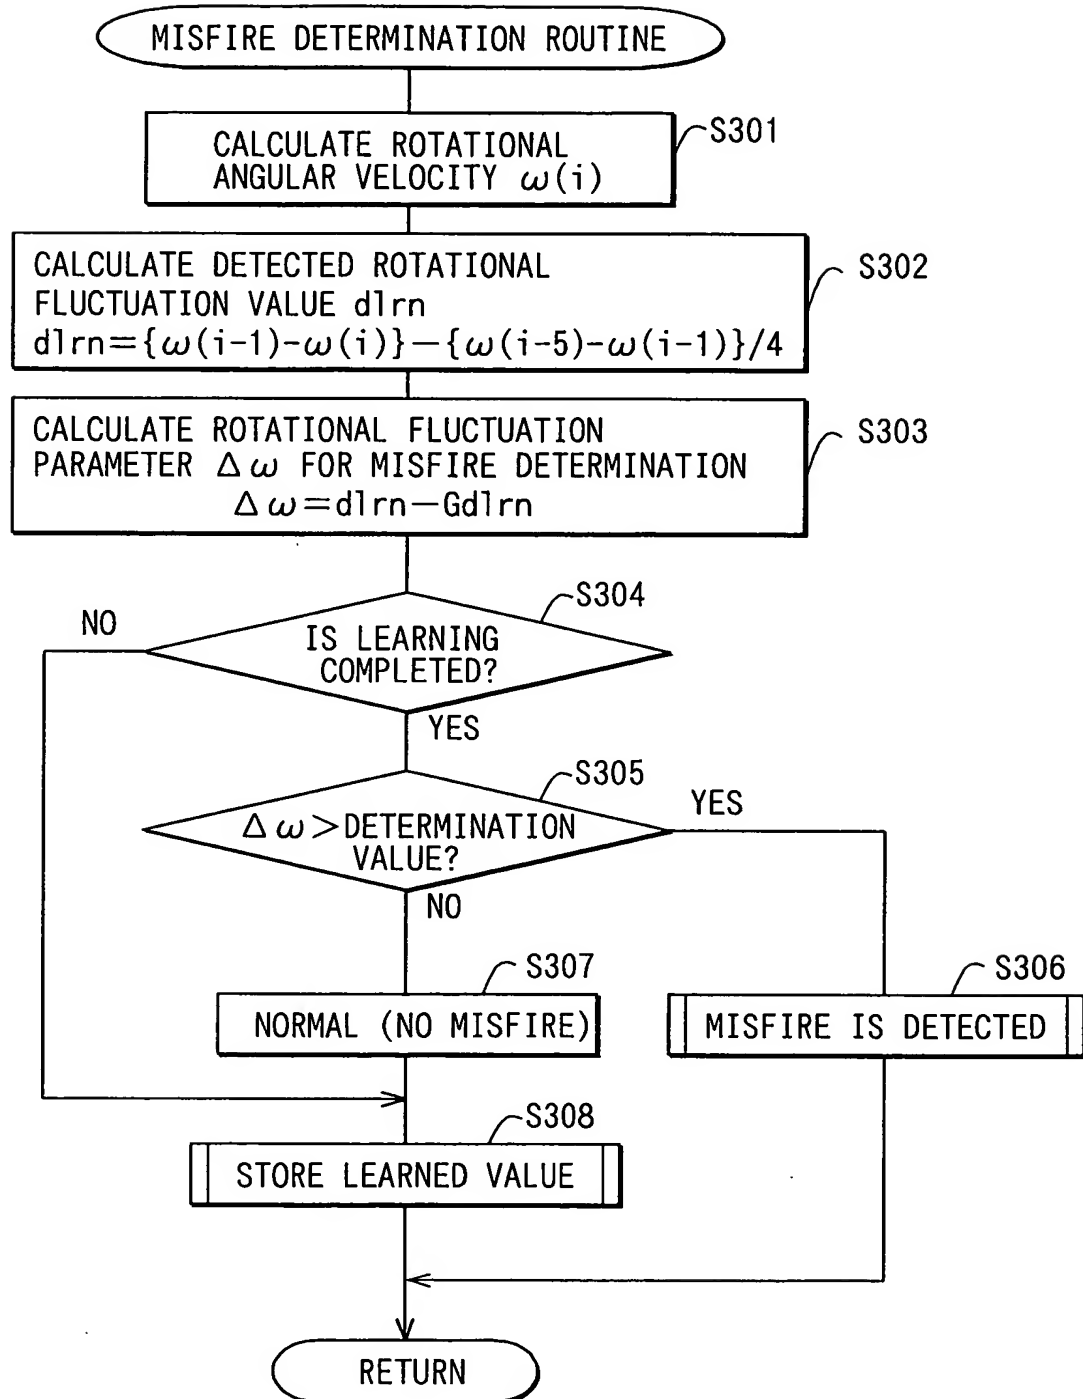 MISFIRE DETERMINATION ROUTINE
S301
CALCULATE ROTATIONAL
ANGULAR VELOCITY ω(i)
S302
CALCULATE DETECTED ROTATIONAL
FLUCTUATION VALUE dlrn
dlrn={ω(i-1)-ω(i)}-{ω(i-5)-ω(i-1)}/4
S303
CALCULATE ROTATIONAL FLUCTUATION
PARAMETER Δω FOR MISFIRE DETERMINATION
Δω=dlrn-Gdlrn
S304
NO
IS LEARNING
COMPLETED?
YES
S305
YES
Δω>DETERMINATION
VALUE?
NO
S307
S306
NORMAL (NO MISFIRE)
MISFIRE IS DETECTED
S308
STORE LEARNED VALUE
RETURN